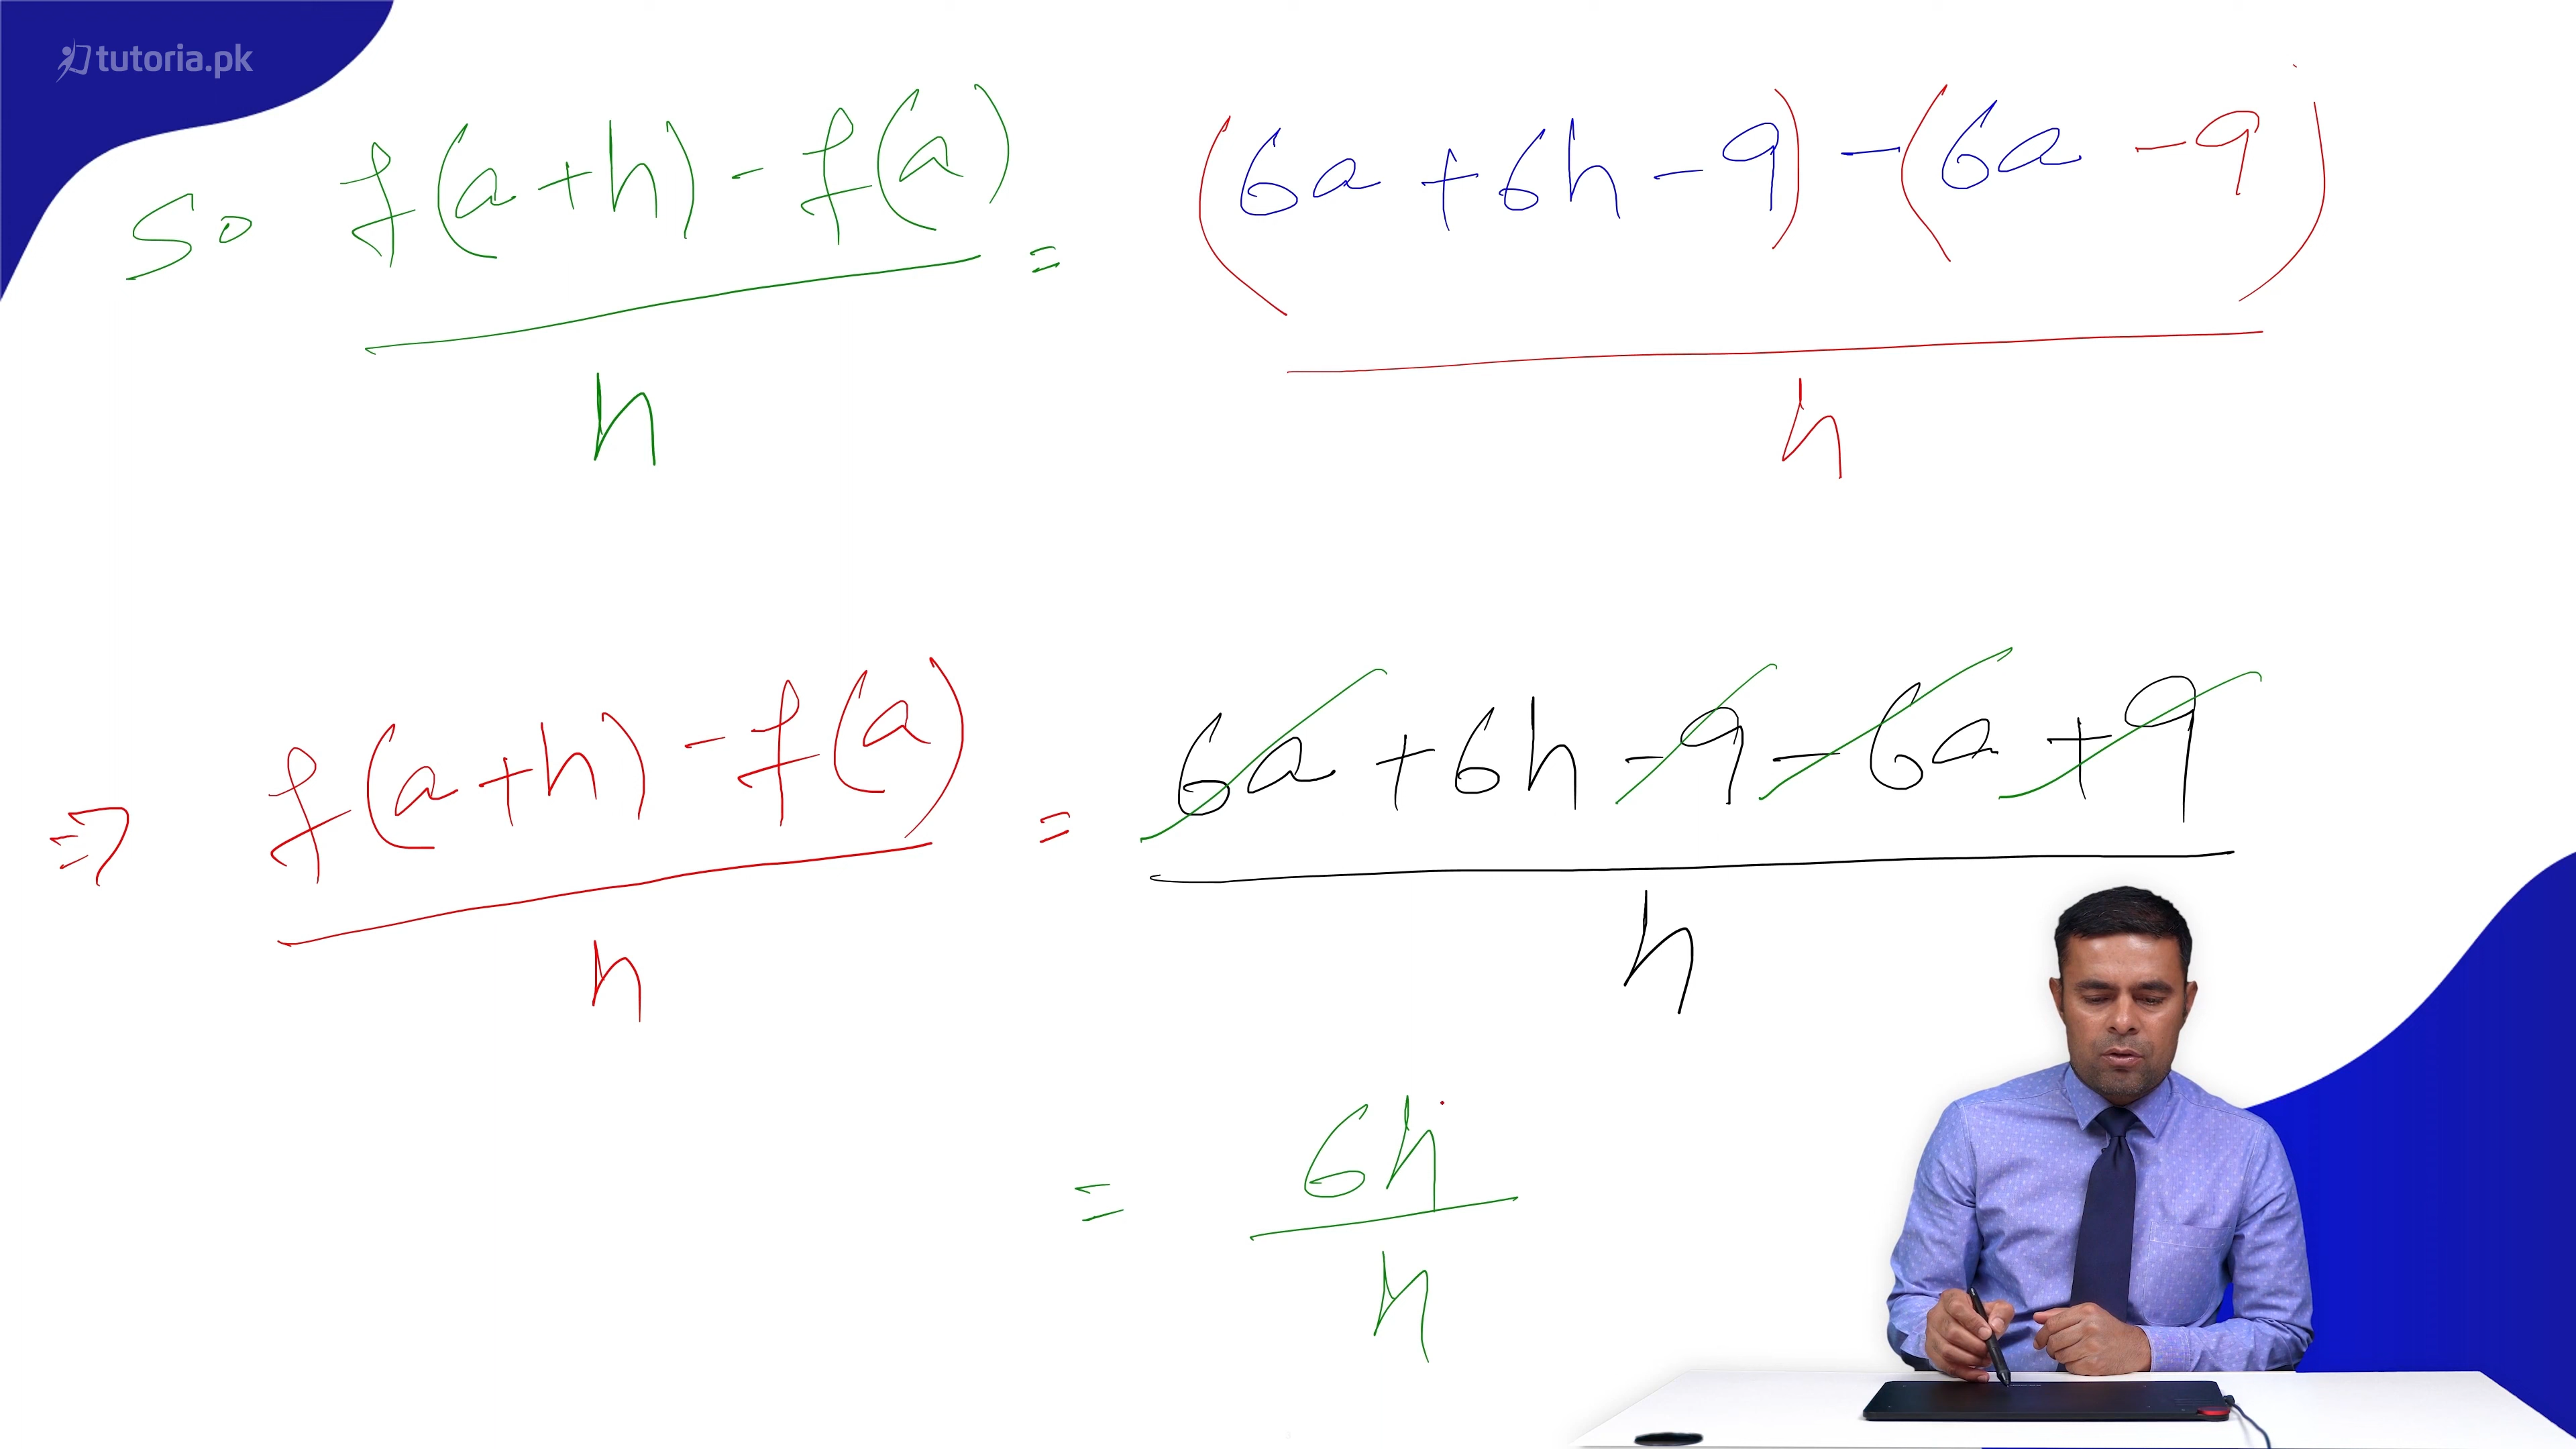 tutoria.pk
So f(a+h) - f(a) / h = ((6a + 6h - 9) - (6a - 9)) / h
⇒ f(a+h) - f(a) / h = 6a + 6h - 9 - 6a + 9 / h
= 6h / h